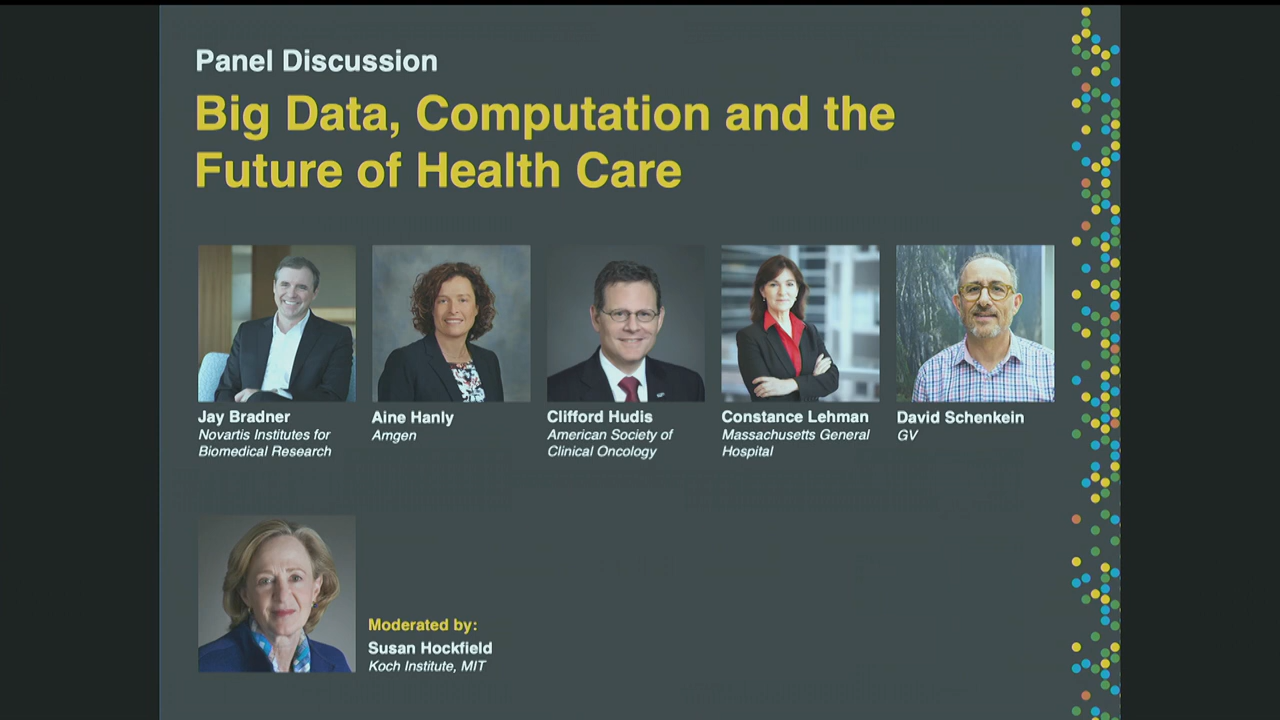 Panel Discussion
Big Data, Computation and the
Future of Health Care
Jay Bradner
Novartis Institutes for
Biomedical Research
Aine Hanly
Amgen
Clifford Hudis
American Society of
Clinical Oncology
Constance Lehman
Massachusetts General
Hospital
David Schenkein
GV
Moderated by:
Susan Hockfield
Koch Institute, MIT